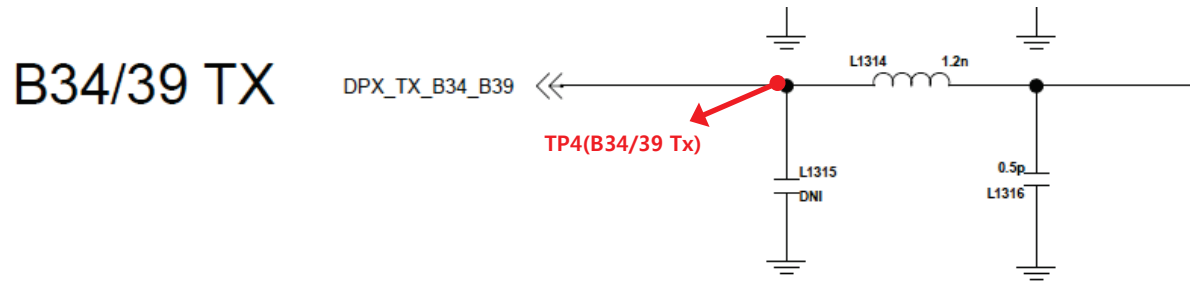 B34/39 TX
DPX_TX_B34_B39
L1314 1.2n
TP4(B34/39 Tx)
L1315
DNI
0.5p
L1316